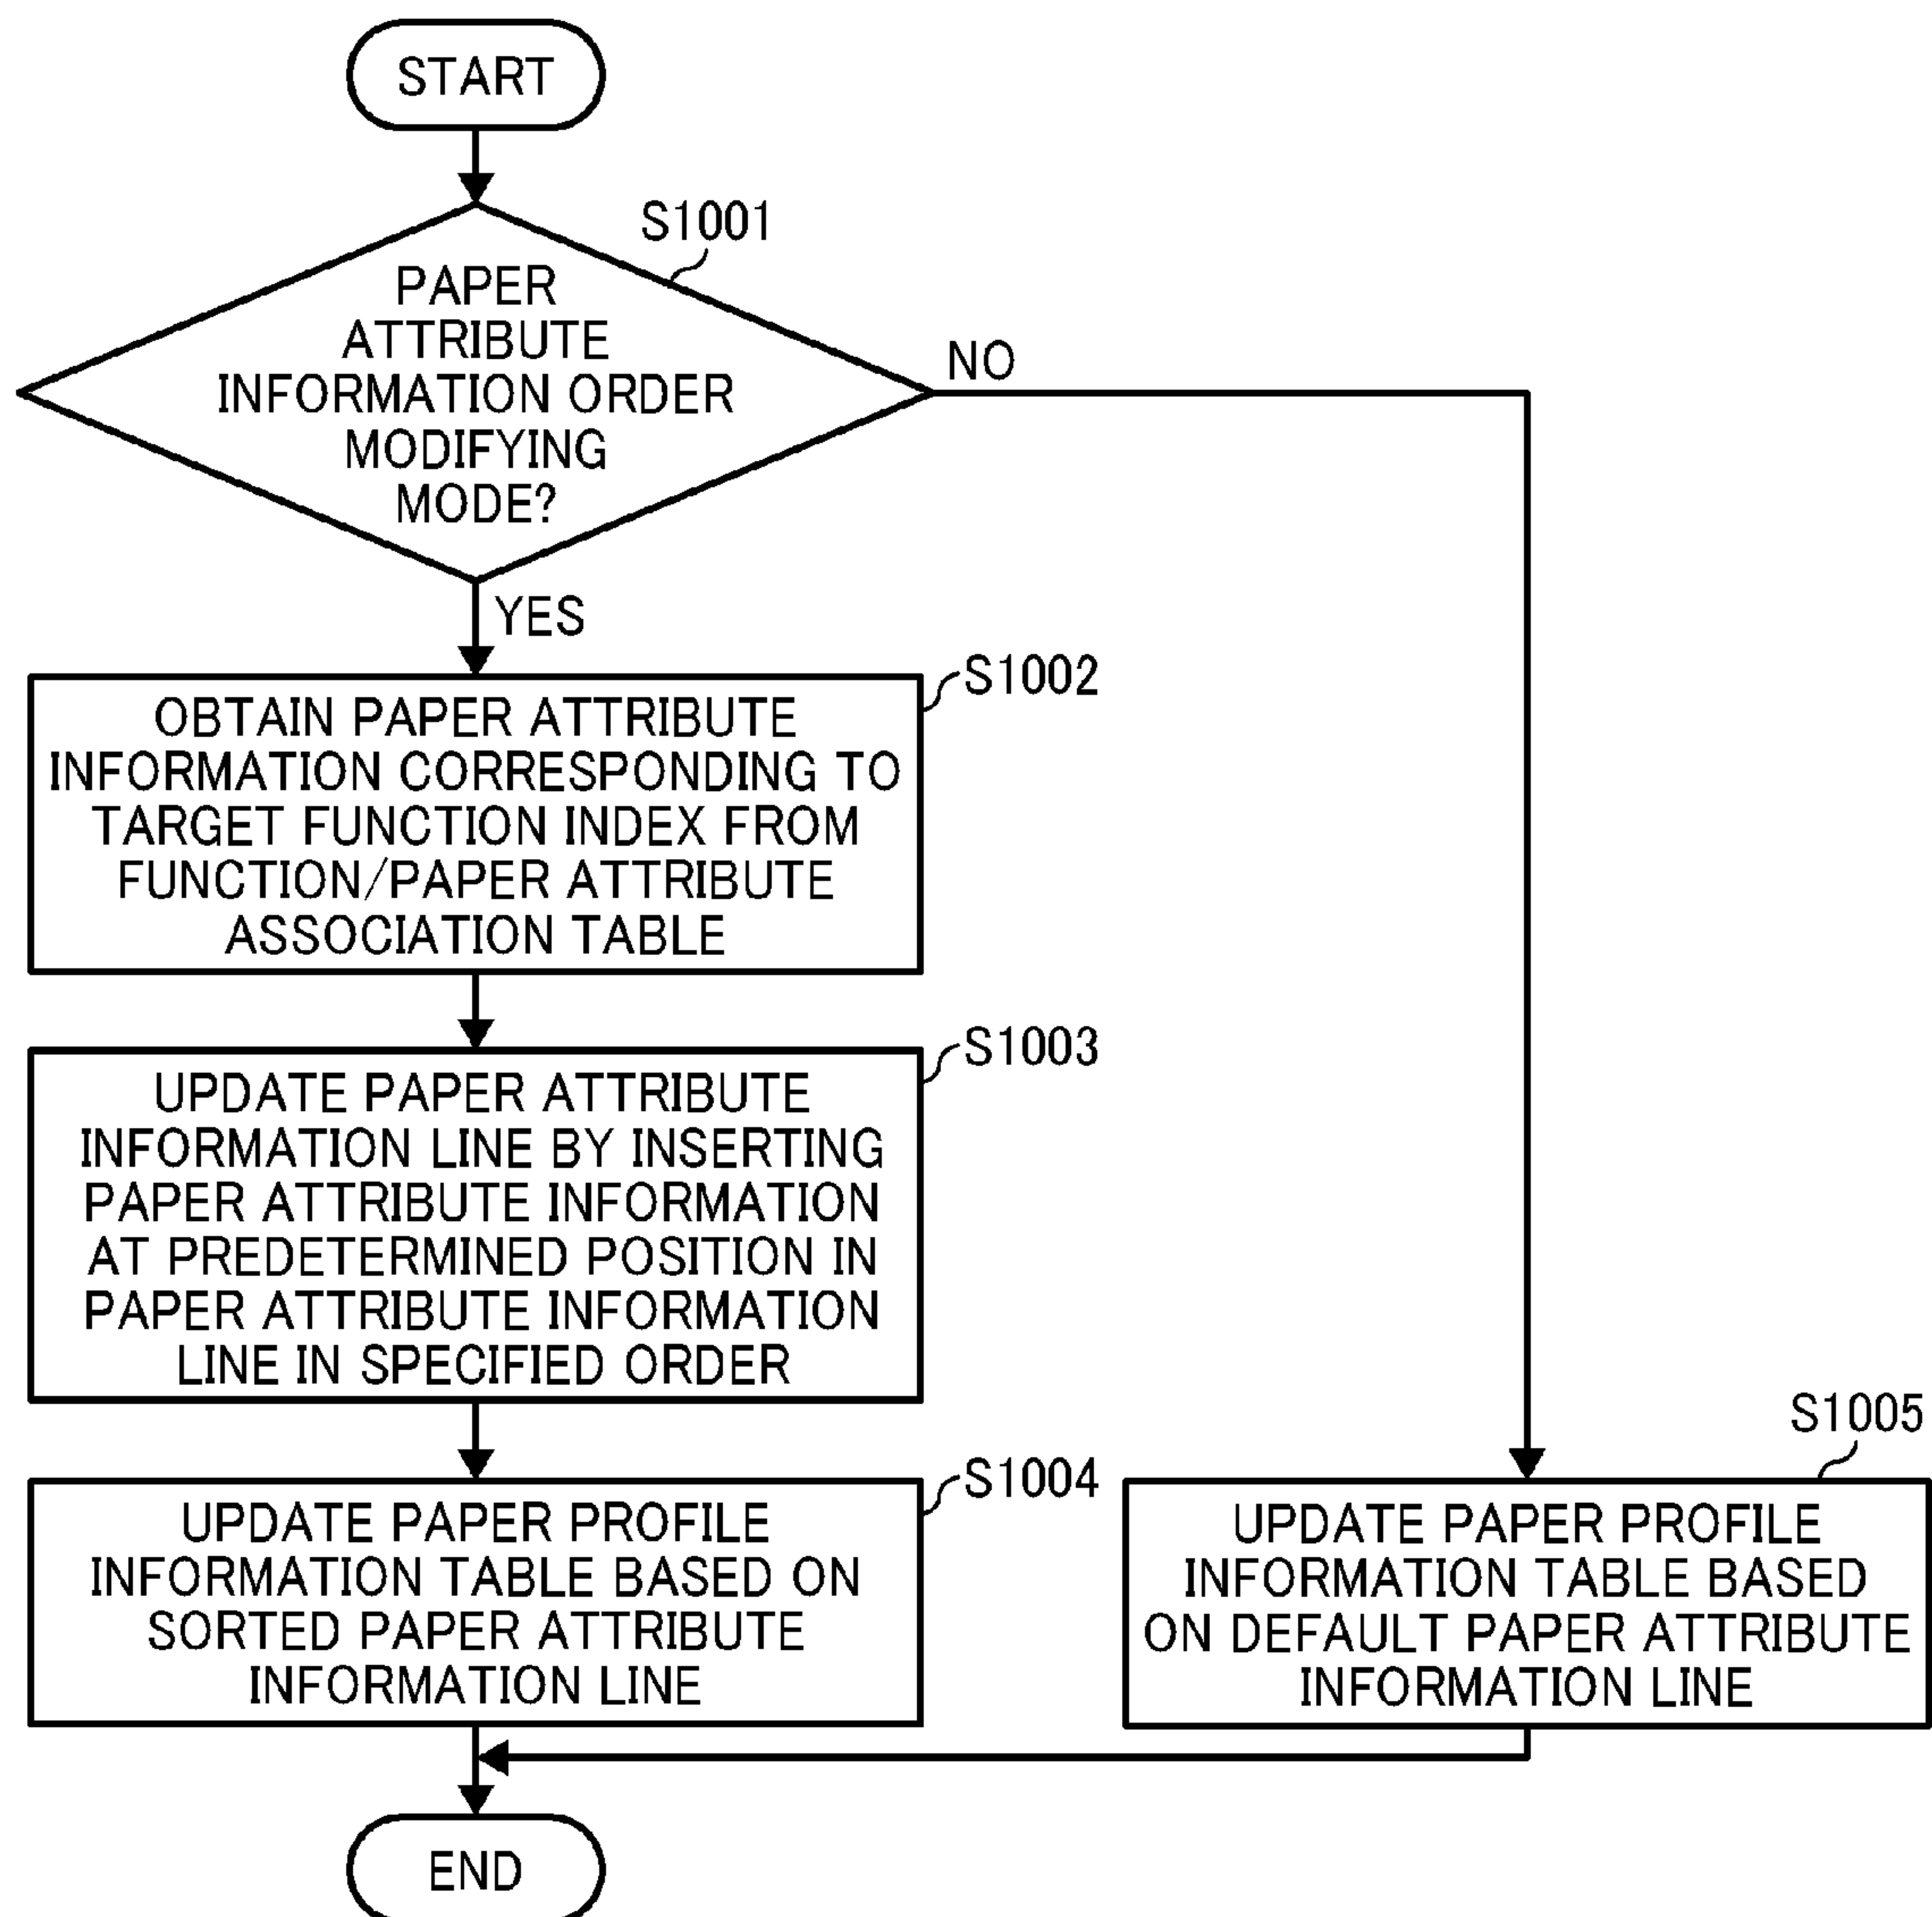 START
S1001
PAPER
ATTRIBUTE
INFORMATION ORDER
MODIFYING
MODE?
NO
YES
S1002
OBTAIN PAPER ATTRIBUTE
INFORMATION CORRESPONDING TO
TARGET FUNCTION INDEX FROM
FUNCTION/PAPER ATTRIBUTE
ASSOCIATION TABLE
S1003
UPDATE PAPER ATTRIBUTE
INFORMATION LINE BY INSERTING
PAPER ATTRIBUTE INFORMATION
AT PREDETERMINED POSITION IN
PAPER ATTRIBUTE INFORMATION
LINE IN SPECIFIED ORDER
S1004
UPDATE PAPER PROFILE
INFORMATION TABLE BASED ON
SORTED PAPER ATTRIBUTE
INFORMATION LINE
S1005
UPDATE PAPER PROFILE
INFORMATION TABLE BASED
ON DEFAULT PAPER ATTRIBUTE
INFORMATION LINE
END